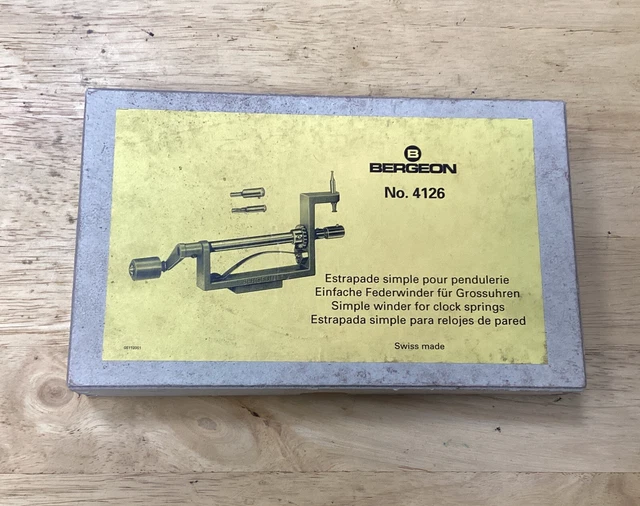 B
BERGEON
No. 4126
Estrapade simple pour pendulerie
Einfache Federwinder für Grossuhren
Simple winder for clock springs
Estrapada simple para relojes de pared
Swiss made